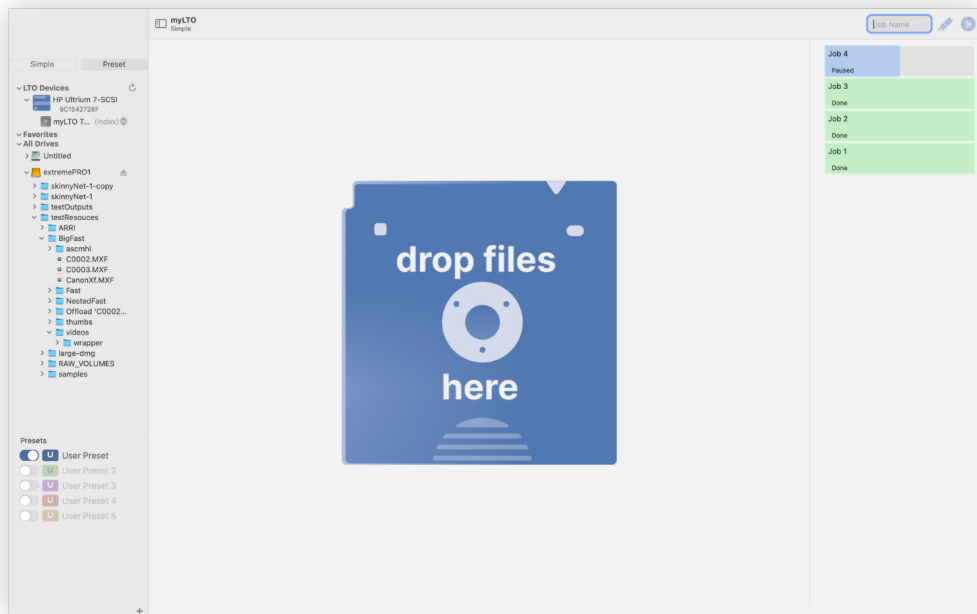 myLTO
Simple
Job Name
Simple
Preset
LTO Devices
HP Ultrium 7-SCSI
9C1542728F
myLTO T... (index)
Favorites
All Drives
Untitled
extremePRO1
skinnyNet-1-copy
skinnyNet-1
testOutputs
testResouces
ARRI
BigFast
ascmhl
C0002.MXF
C0003.MXF
CanonXf.MXF
Fast
NestedFast
Offload 'C0002...
thumbs
videos
wrapper
large-dmg
RAW_VOLUMES
samples
Presets
U User Preset
U User Preset 2
U User Preset 3
U User Preset 4
U User Preset 5
drop files
here
Job 4
Paused
Job 3
Done
Job 2
Done
Job 1
Done